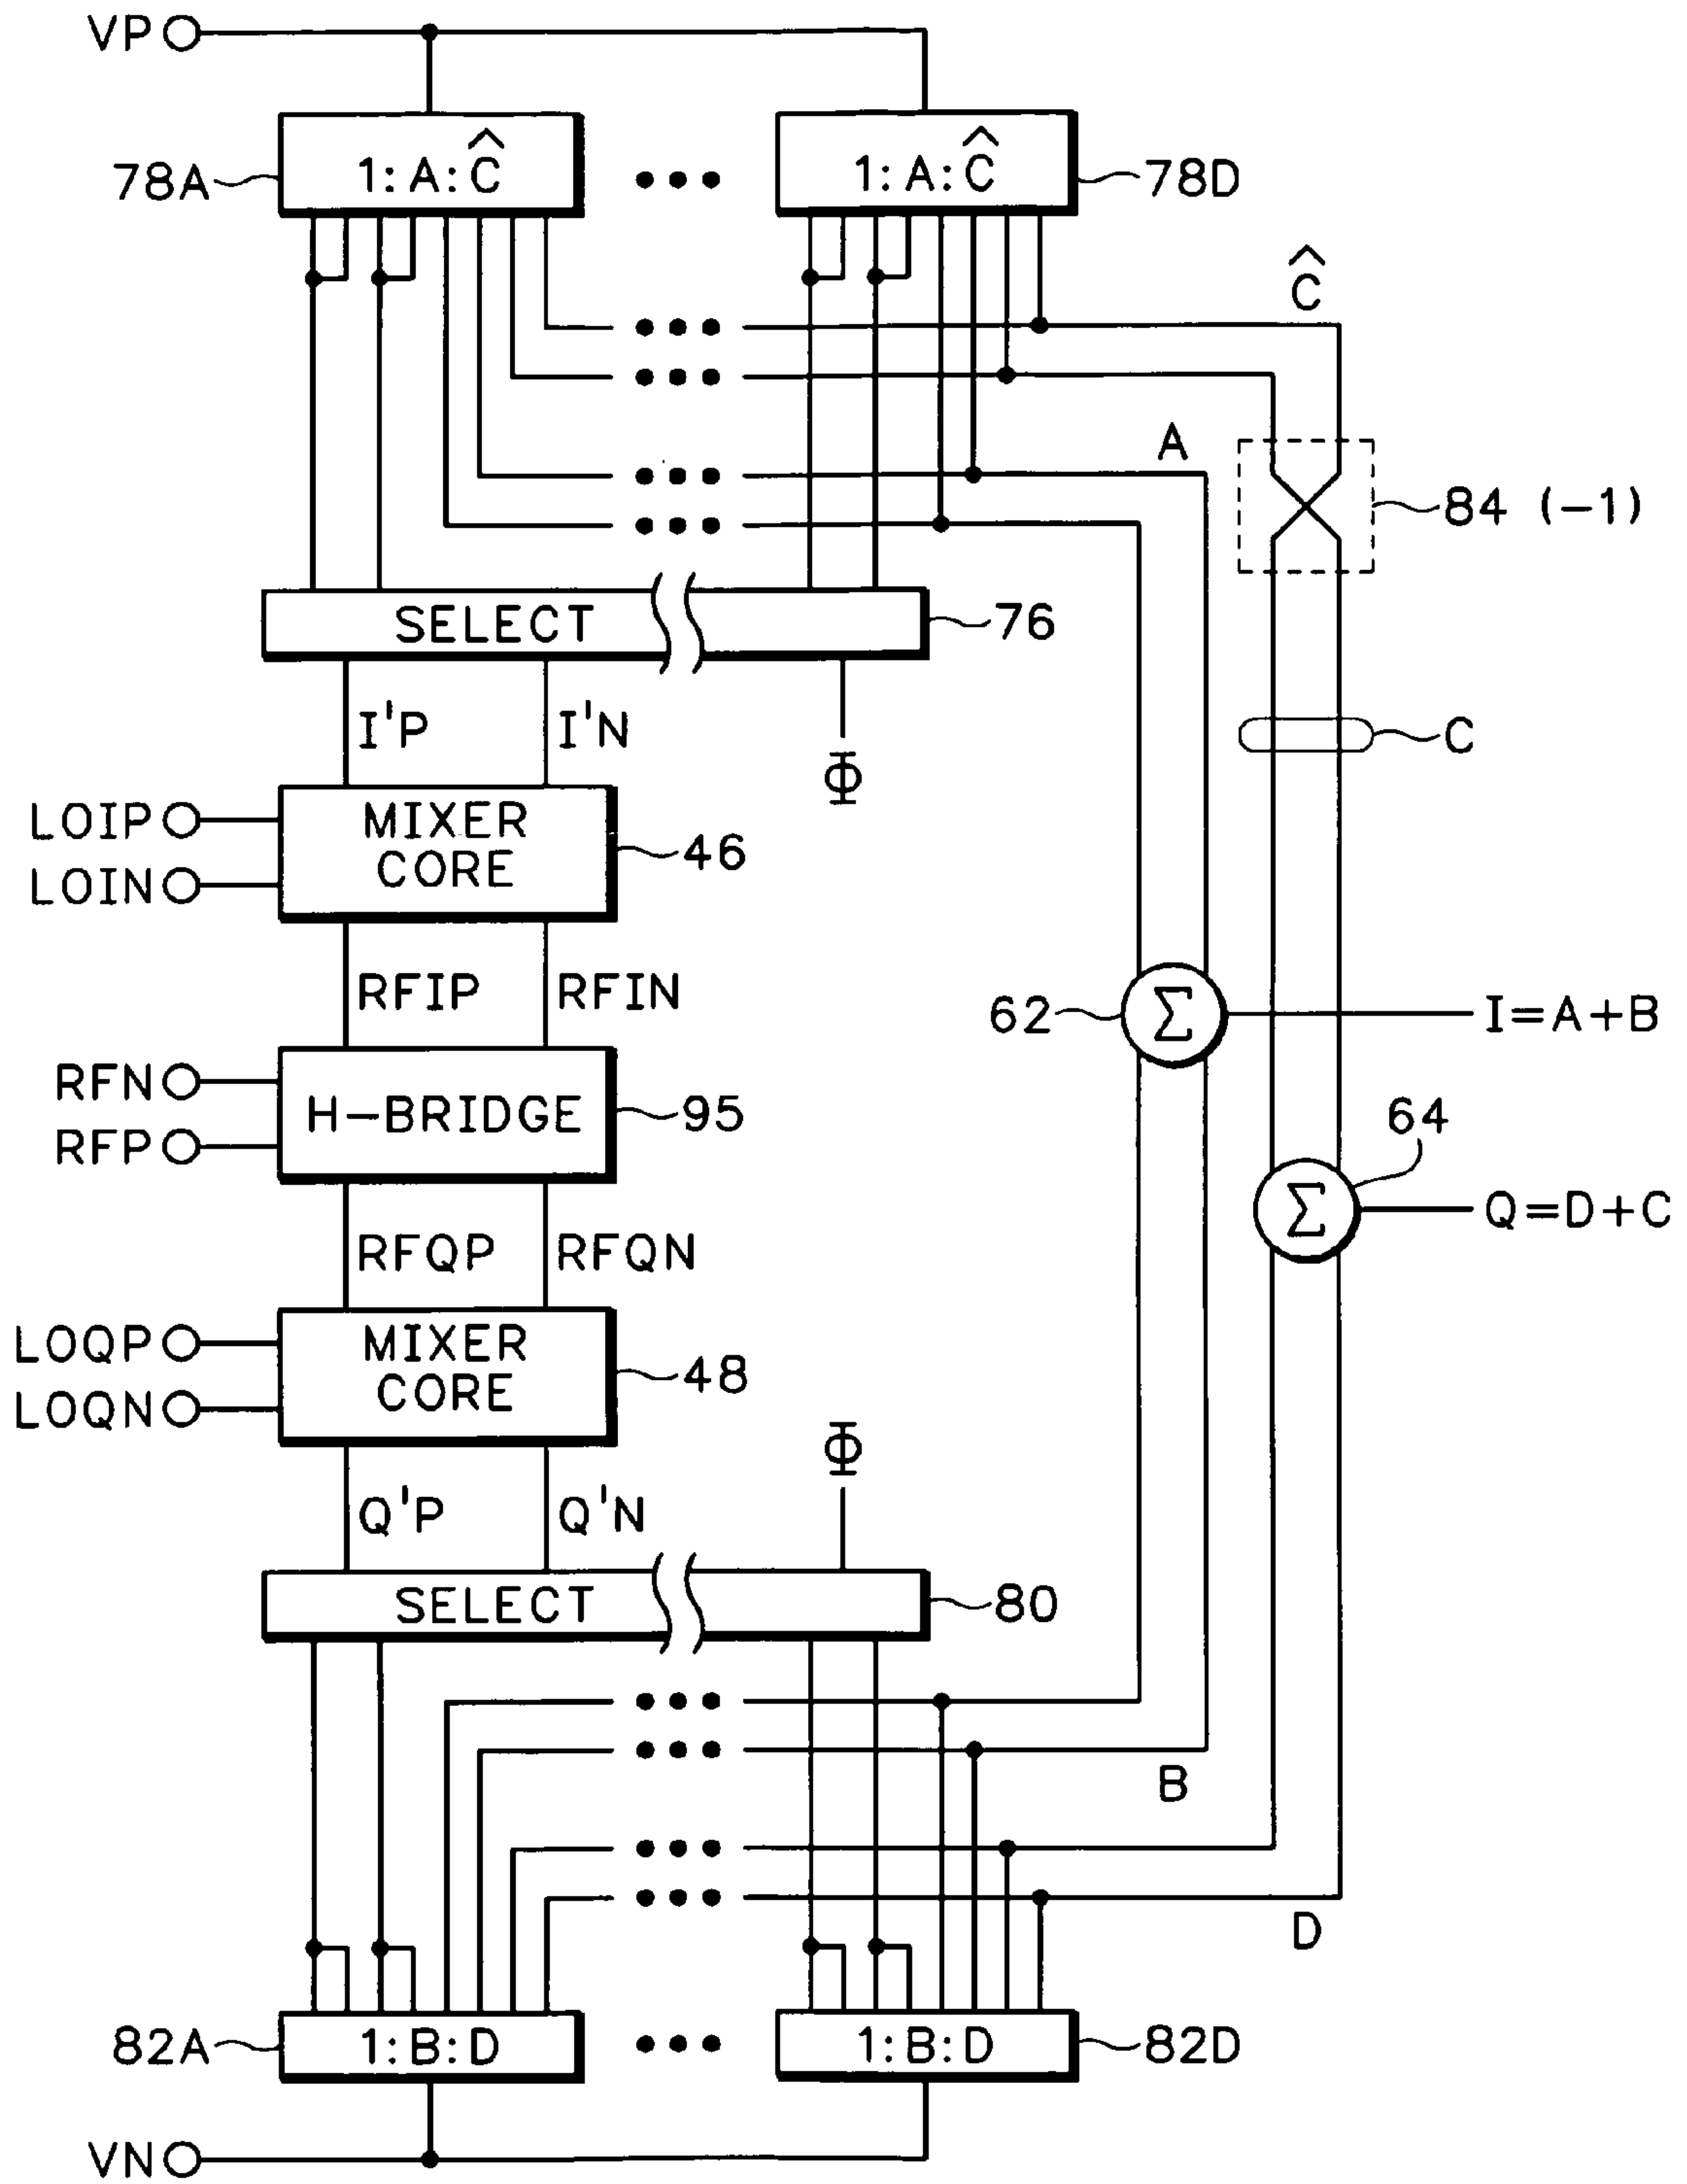 VP
1:A:Ĉ
1:A:Ĉ
78A
78D
Ĉ
A
84 (-1)
SELECT
76
I'P
I'N
Φ
C
LOIP
LOIN
MIXER
CORE
46
RFIP
RFIN
62
Σ
I=A+B
RFN
RFP
H-BRIDGE
95
64
Σ
Q=D+C
RFQP
RFQN
LOQP
LOQN
MIXER
CORE
48
Φ
Q'P
Q'N
SELECT
80
B
D
82A
1:B:D
1:B:D
82D
VN